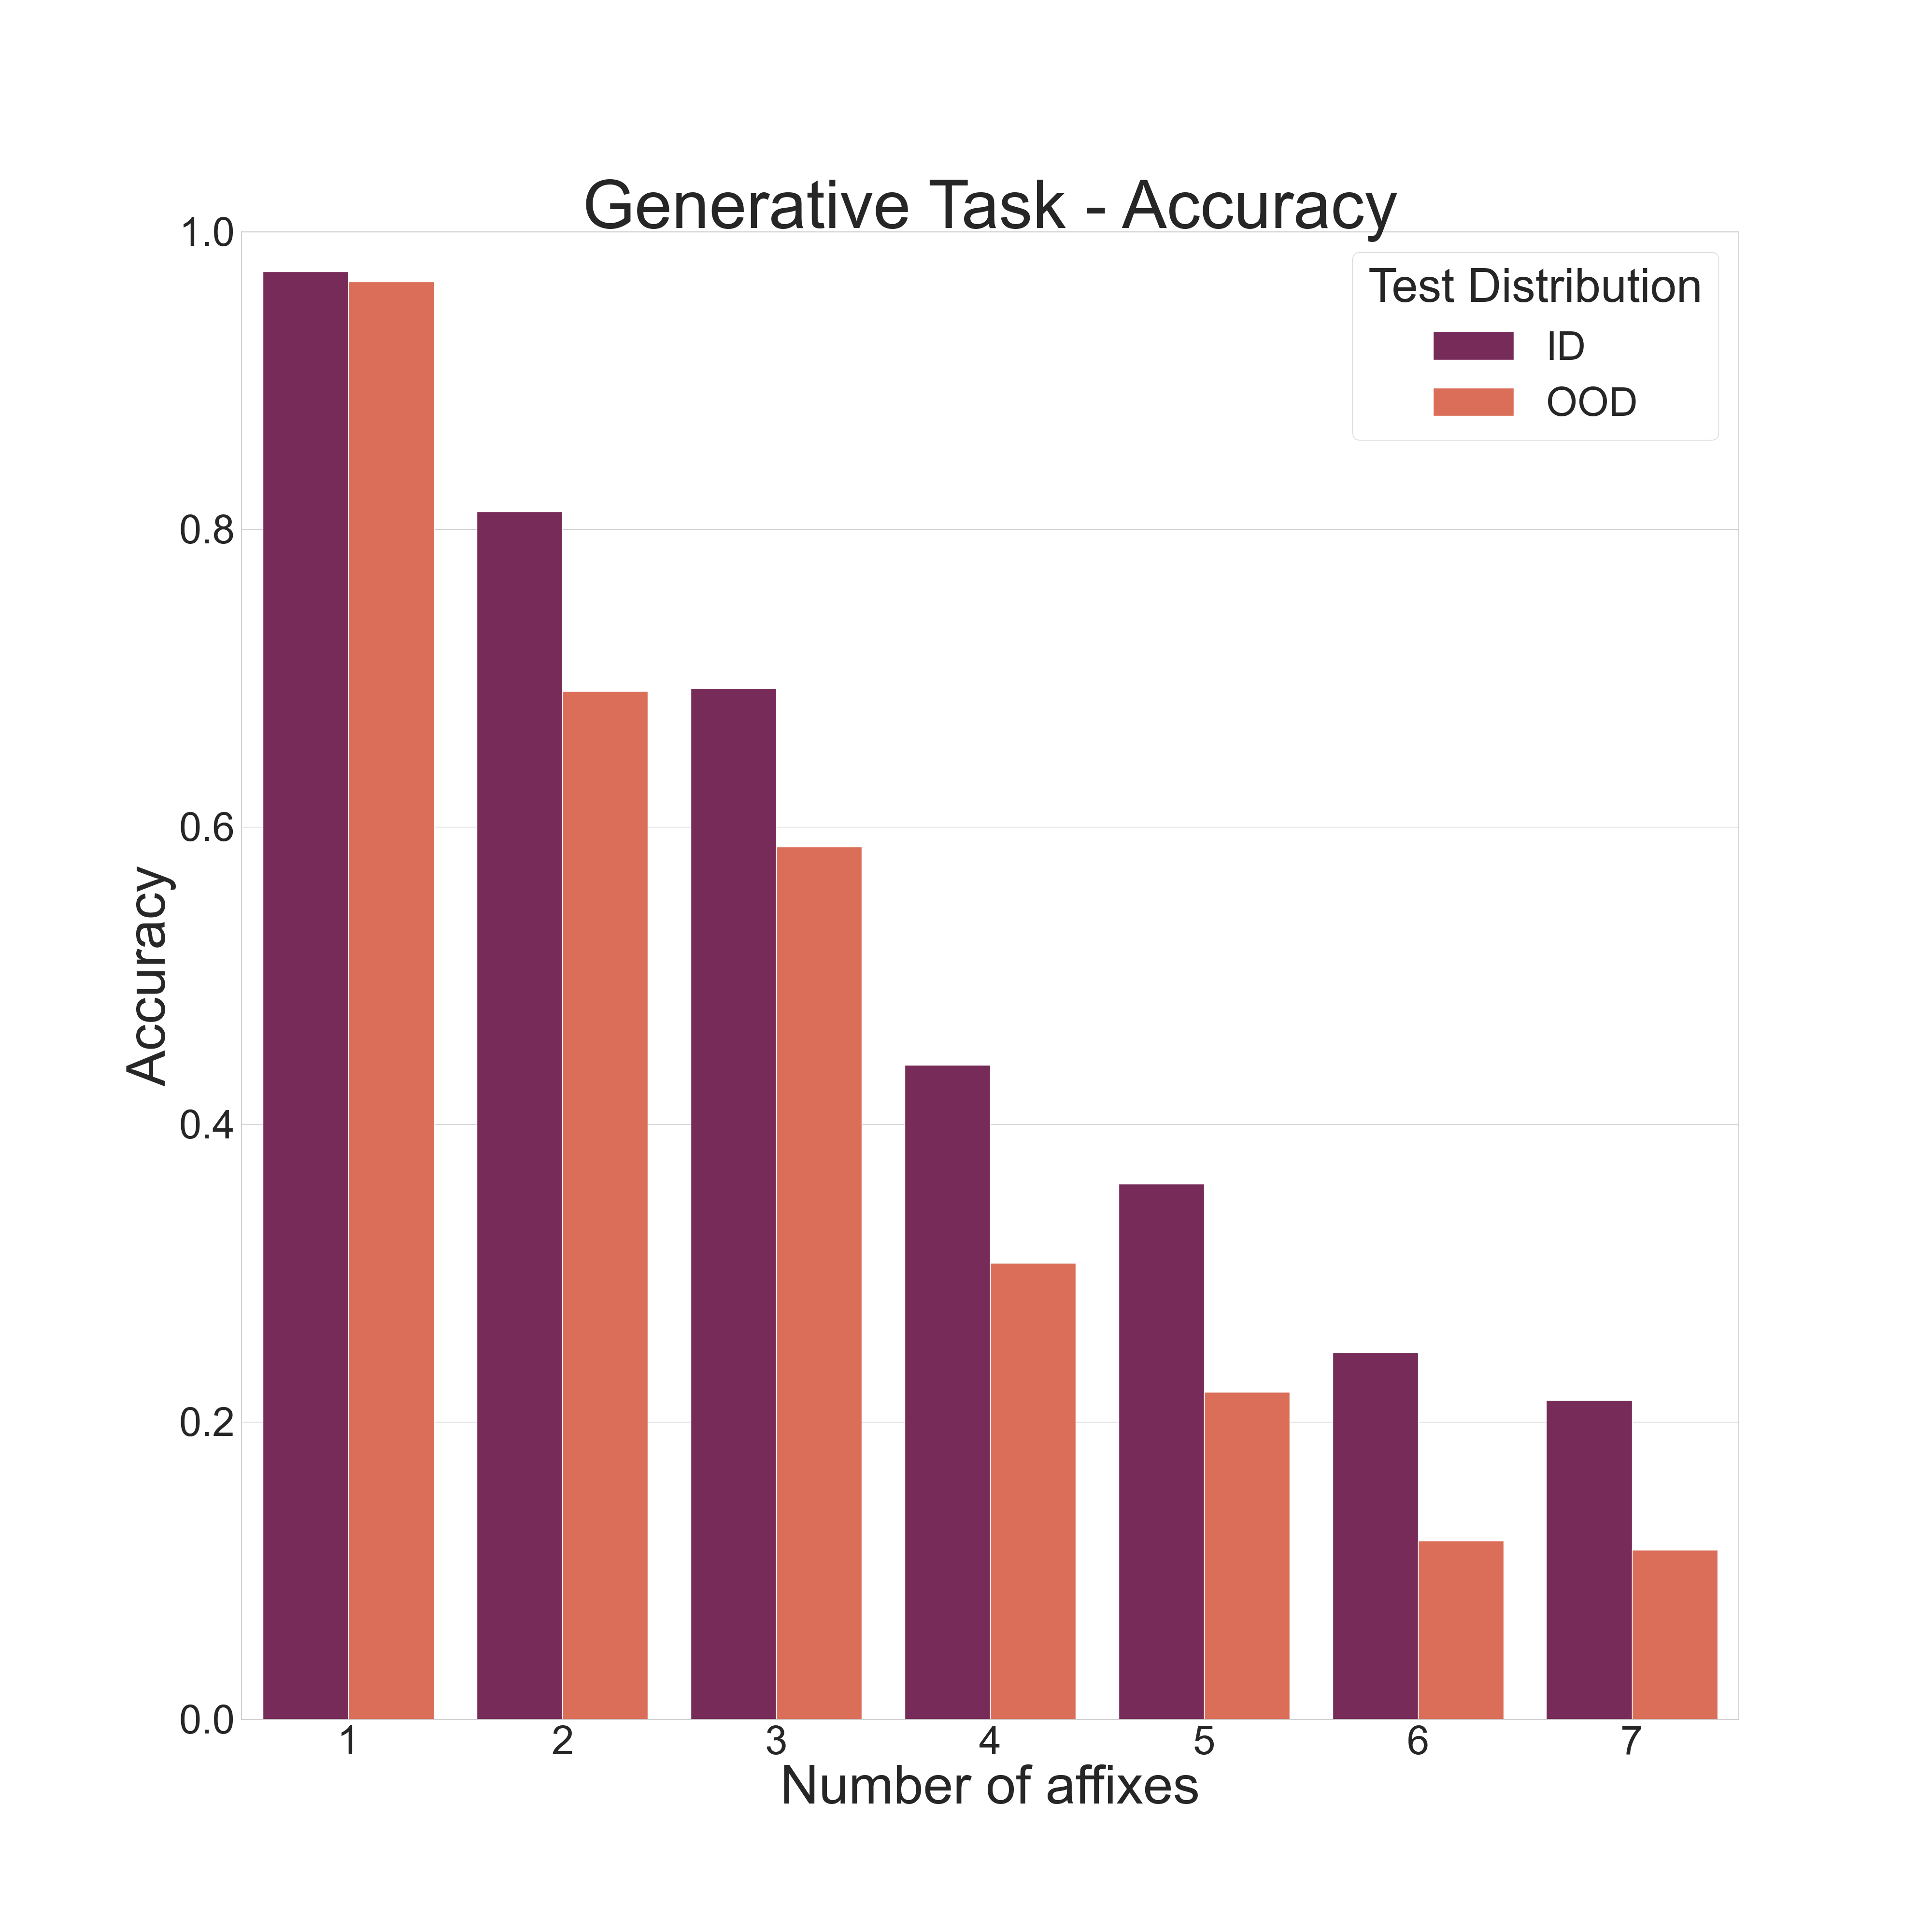 Generative Task - Accuracy
Test Distribution
ID
OOD
Accuracy
1.0
0.8
0.6
0.4
0.2
0.0
1 2 3 4 5 6 7
Number of affixes